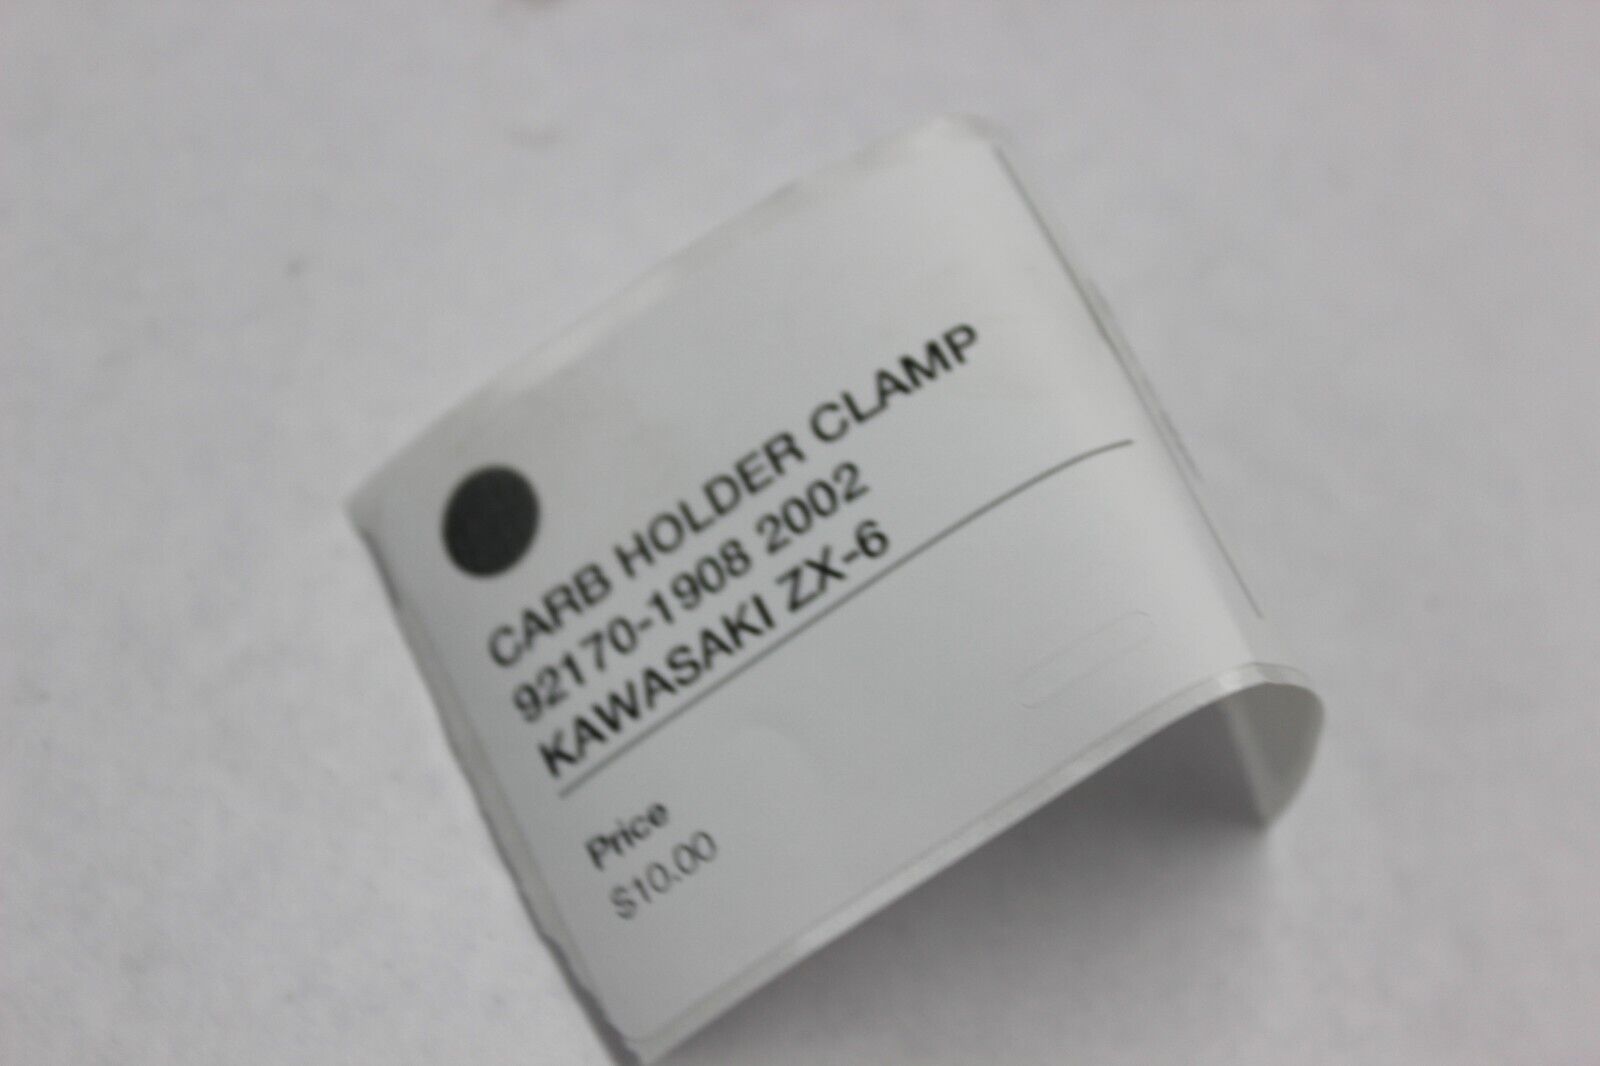 CARB HOLDER CLAMP
92170-1908 2002
KAWASAKI ZX-6
Price
$10.00